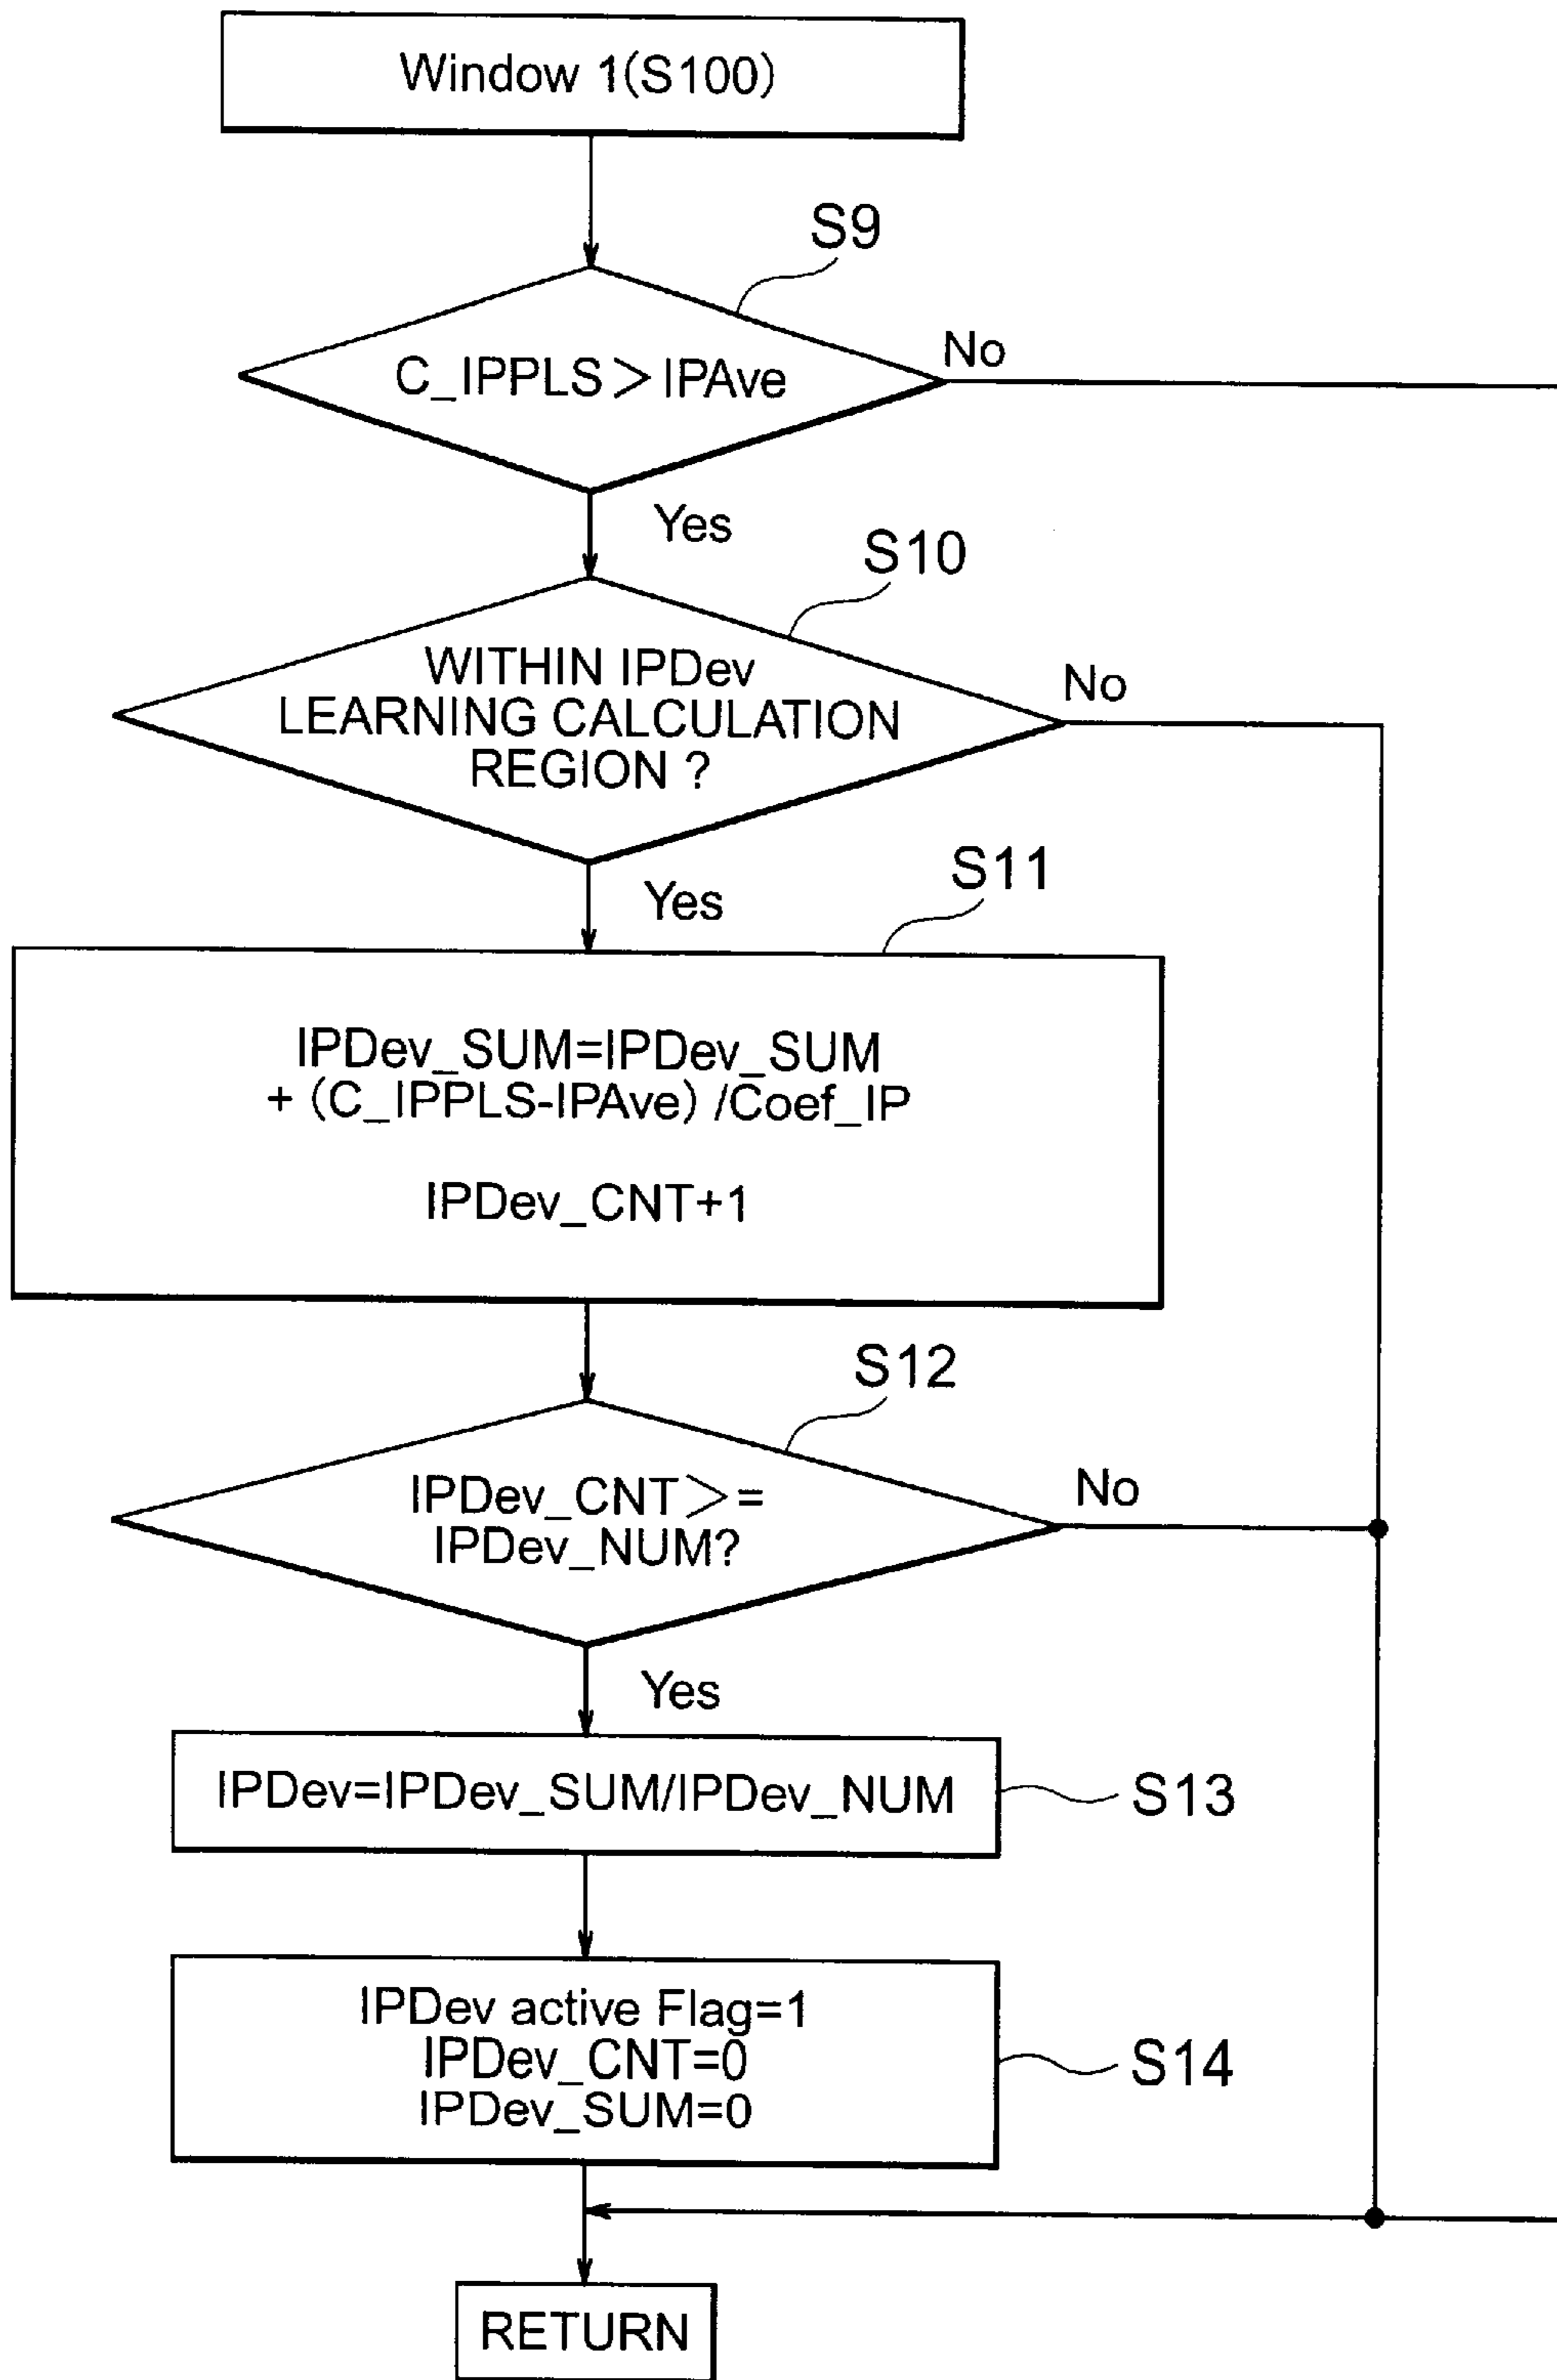 Window 1(S100)
S9
C_IPPLS＞IPAve
No
Yes
S10
WITHIN IPDev
LEARNING CALCULATION
REGION ?
No
Yes
S11
IPDev_SUM=IPDev_SUM
+ (C_IPPLS-IPAve) /Coef_IP
IPDev_CNT+1
S12
IPDev_CNT＞=
IPDev_NUM?
No
Yes
IPDev=IPDev_SUM/IPDev_NUM
S13
IPDev active Flag=1
IPDev_CNT=0
IPDev_SUM=0
S14
RETURN